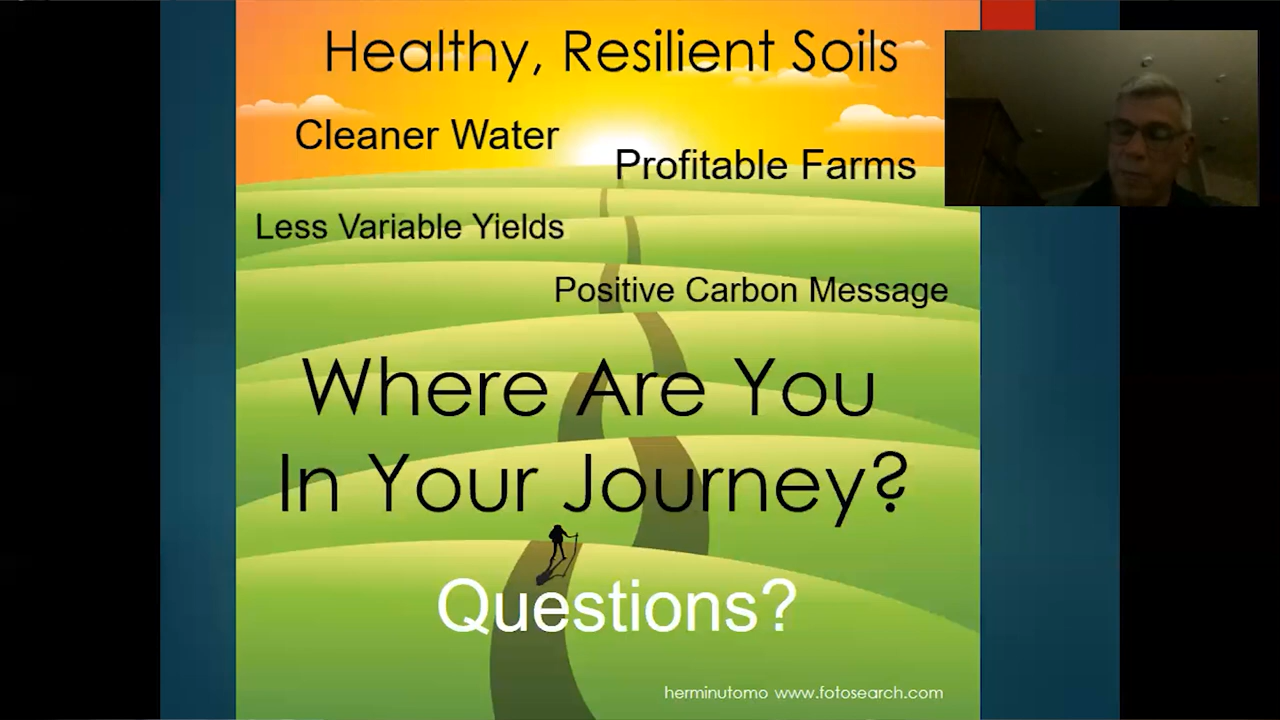 Healthy, Resilient Soils
Cleaner Water
Profitable Farms
Less Variable Yields
Positive Carbon Message
Where Are You
In Your Journey?
Questions?
herminutomo www.fotosearch.com